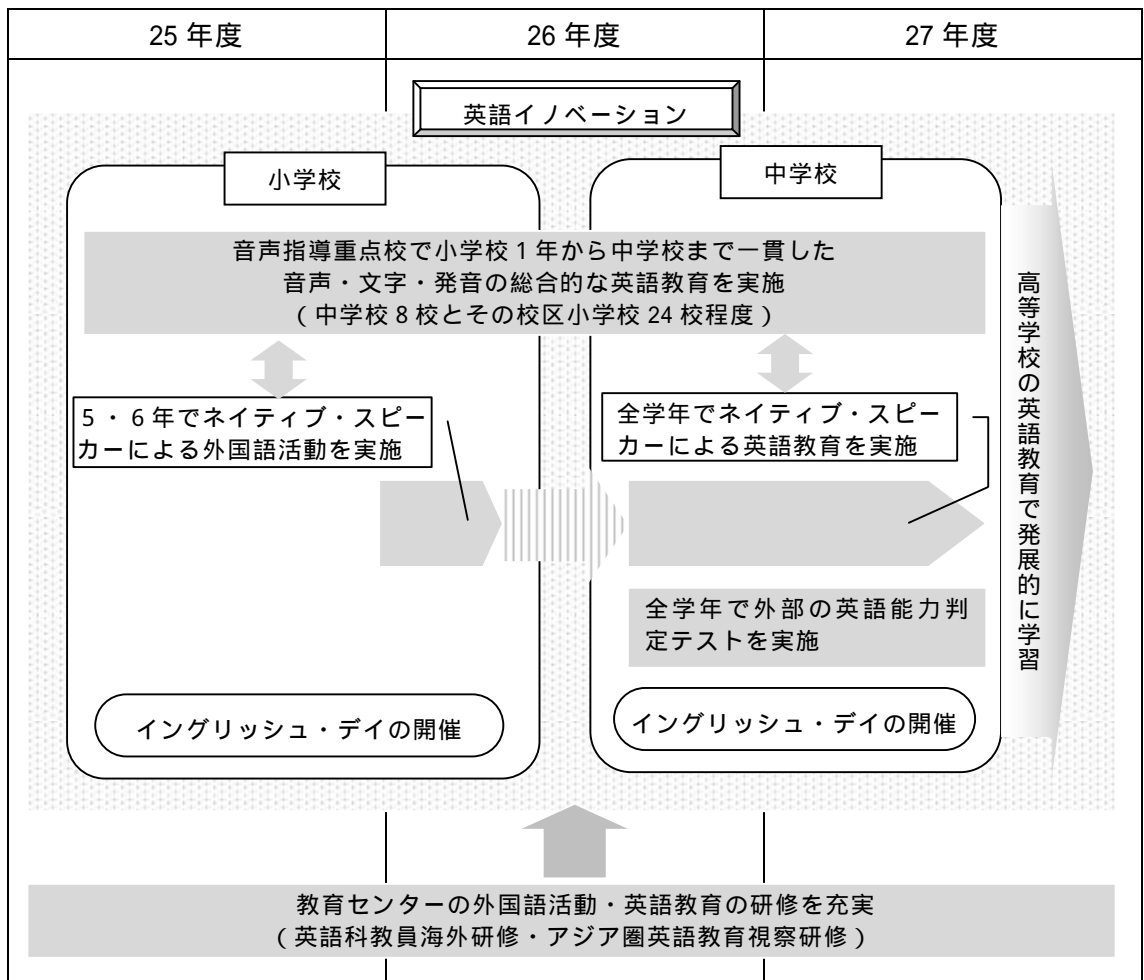 25 年度
26 年度
27 年度
英語イノベーション
小学校
中学校
音声指導重点校で小学校1年から中学校まで一貫した
音声・文字・発音の総合的な英語教育を実施
(中学校8校とその校区小学校24校程度)
5・6年でネイティブ・スピー
カーによる外国語活動を実施
全学年でネイティブ・スピー
カーによる英語教育を実施
全学年で外部の英語能力判
定テストを実施
イングリッシュ・デイの開催
イングリッシュ・デイの開催
高等学校の英語教育で発展的に学習
教育センターの外国語活動・英語教育の研修を充実
(英語科教員海外研修・アジア圏英語教育視察研修)